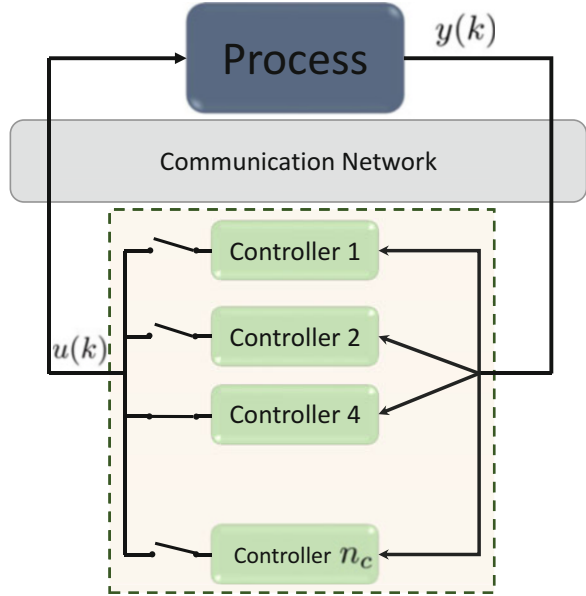 y(k)
Process
Communication Network
Controller 1
Controller 2
u(k)
Controller 4
Controller n_c